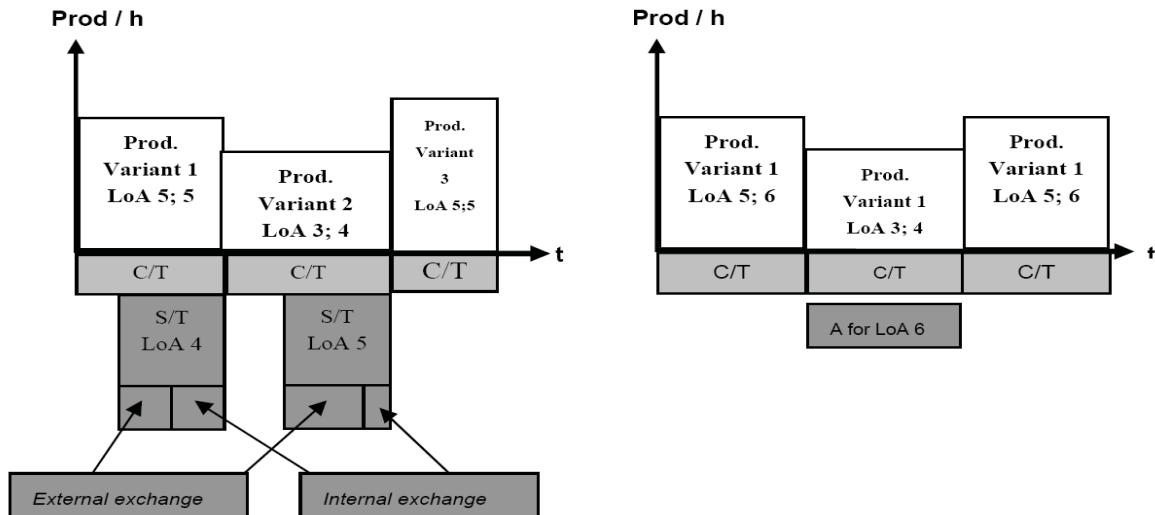 Prod / h
Prod.
Variant 1
LoA 5; 5
Prod.
Variant 2
LoA 3; 4
Prod.
Variant
3
LoA 5;5
t
C/T
C/T
C/T
S/T
LoA 4
S/T
LoA 5
External exchange
Internal exchange
Prod / h
Prod.
Variant 1
LoA 5; 6
Prod.
Variant 1
LoA 3; 4
Prod.
Variant 1
LoA 5; 6
t
C/T
C/T
C/T
A for LoA 6